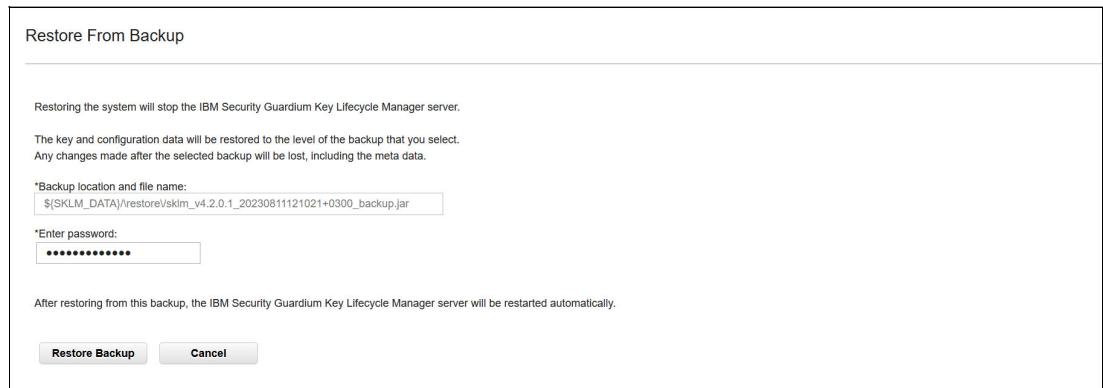 Restore From Backup
Restoring the system will stop the IBM Security Guardium Key Lifecycle Manager server.
The key and configuration data will be restored to the level of the backup that you select.
Any changes made after the selected backup will be lost, including the meta data.
*Backup location and file name:
${SKLM_DATA}/\restore\/sklm_v4.2.0.1_20230811121021+0300_backup.jar
*Enter password:
•••••••••••••
After restoring from this backup, the IBM Security Guardium Key Lifecycle Manager server will be restarted automatically.
Restore Backup Cancel